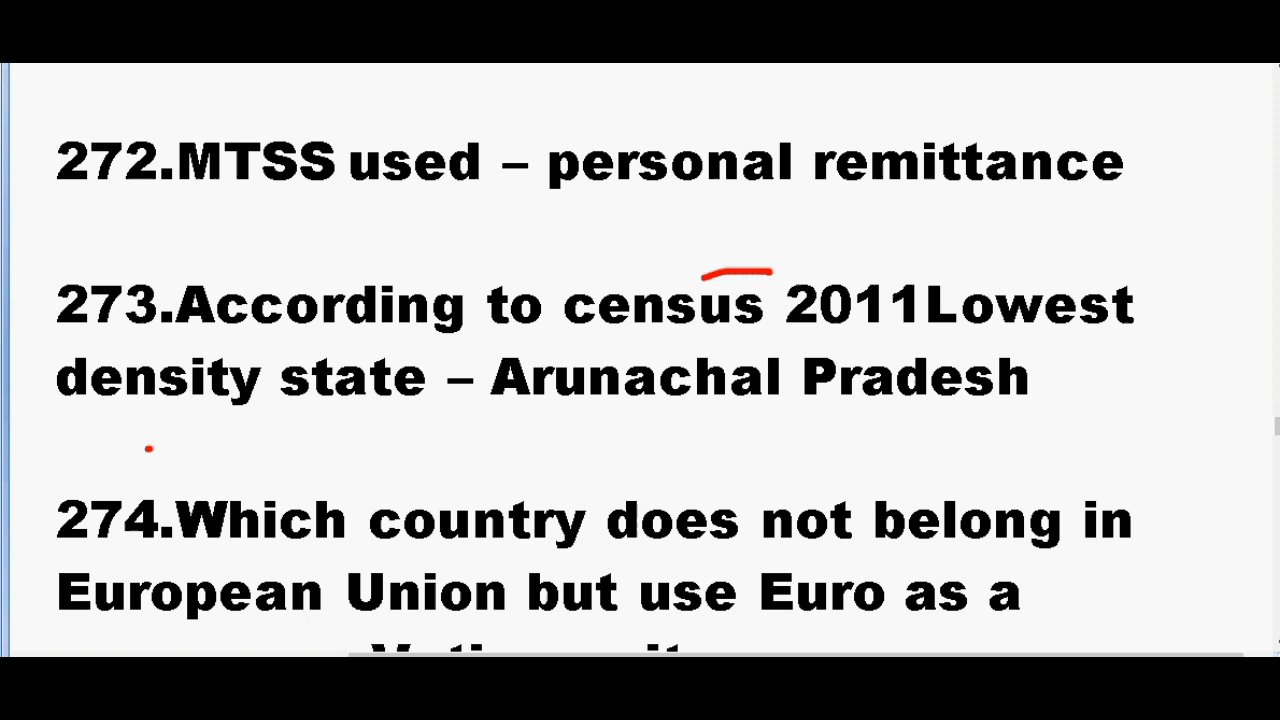 272.MTSS used – personal remittance
273.According to census 2011Lowest
density state – Arunachal Pradesh
274.Which country does not belong in
European Union but use Euro as a